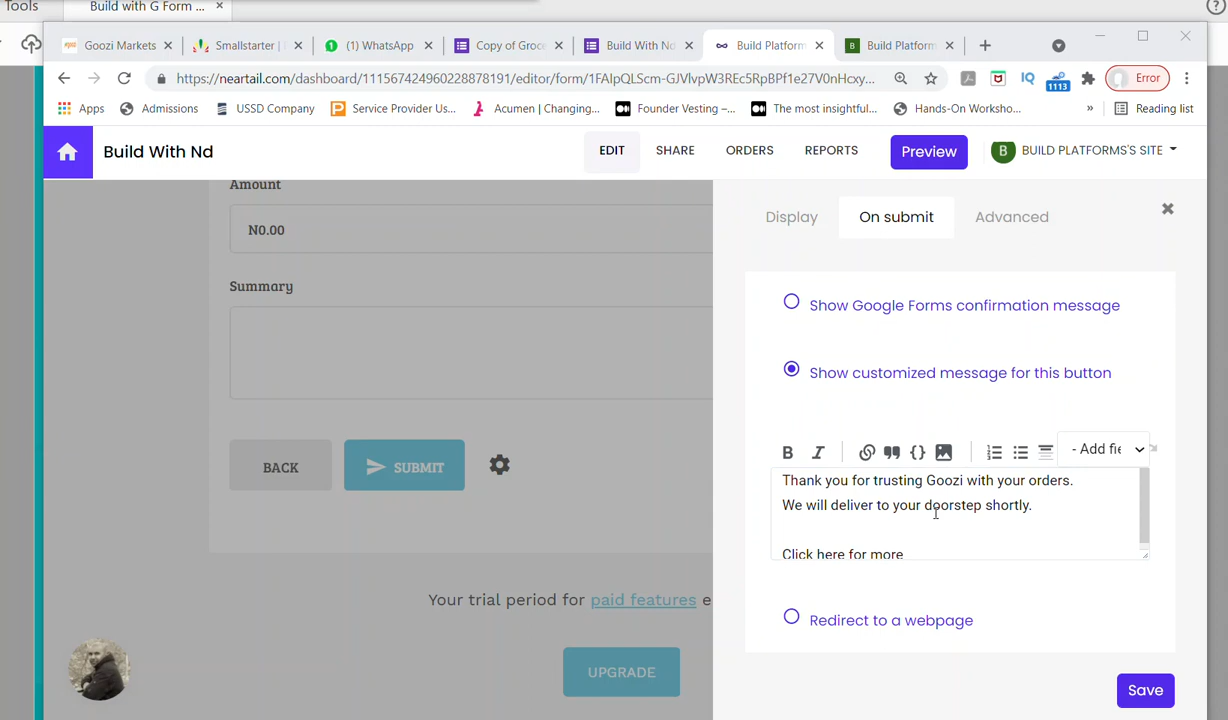 Tools
Build with G Form ... ×
Goozi Markets
Smallstarter |
(1) WhatsApp
Copy of Groce
Build With Nd
Build Platform
Build Platform
https://neartail.com/dashboard/111567424960228878191/editor/form/1FAIpQLScm-GJVlvpW3REc5RpBPf1e27V0nHcxy...
IQ
1113
Error
Apps
Admissions
USSD Company
Service Provider Us...
Acumen | Changing...
Founder Vesting –...
The most insightful...
Hands-On Worksho...
»
Reading list
Build With Nd
EDIT
SHARE
ORDERS
REPORTS
Preview
B
BUILD PLATFORMS'S SITE
Amount
N0.00
Summary
BACK
SUBMIT
Your trial period for paid features e
UPGRADE
Display
On submit
Advanced
Show Google Forms confirmation message
Show customized message for this button
B I
- Add fie
Thank you for trusting Goozi with your orders.
We will deliver to your doorstep shortly.
Click here for more
Redirect to a webpage
Save